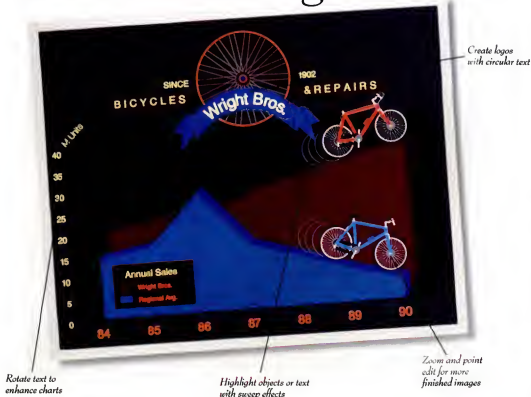 Create logos
with circular text
SINCE 1902
BICYCLES & REPAIRS
Wright Bros.
M Units
40
35
30
25
20
15
10
5
0
Annual Sales
Wright Bros.
Regional Avg.
84 85 86 87 88 89 90
Rotate text to
enhance charts
Highlight objects or text
with sweep effects
Zoom and point
edit for more
finished images